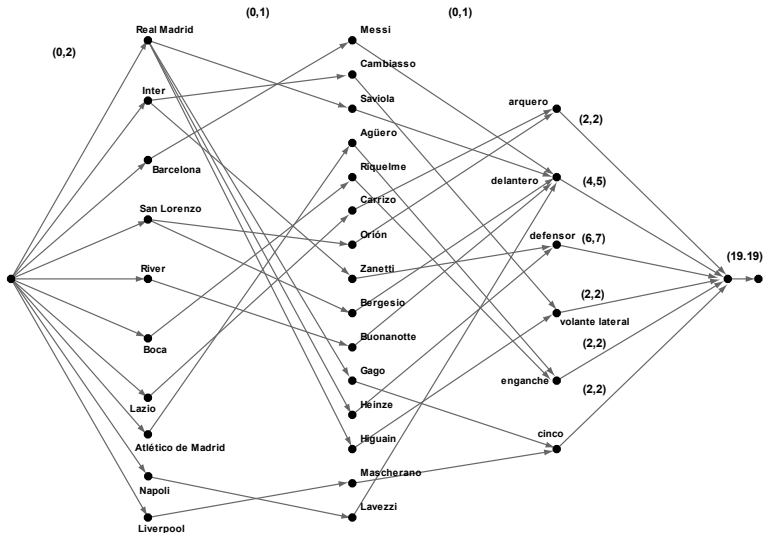 (0,2)
(0,1)
(0,1)
Real Madrid
Inter
Barcelona
San Lorenzo
River
Boca
Lazio
Atlético de Madrid
Napoli
Liverpool
Messi
Cambiasso
Saviola
Agüero
Riquelme
Carrizo
Orión
Zanetti
Bergesio
Buonanotte
Gago
Heinze
Higuain
Mascherano
Lavezzi
arquero
delantero
defensor
volante lateral
enganche
cinco
(2,2)
(4,5)
(6,7)
(2,2)
(2,2)
(2,2)
(19.19)